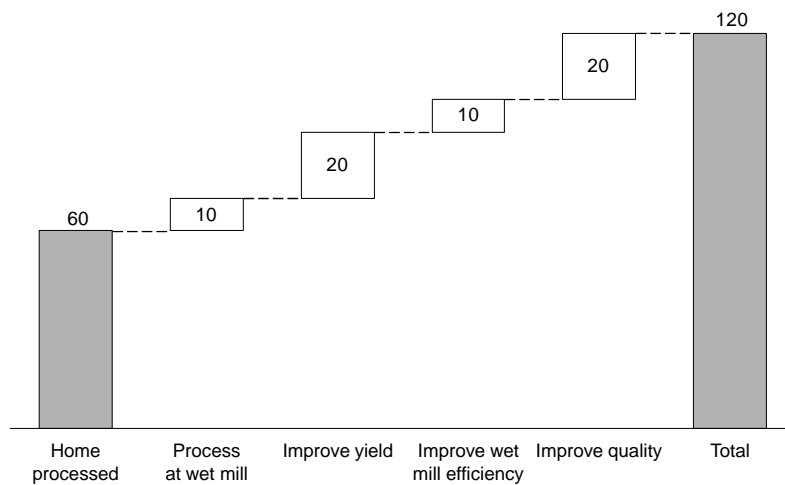 120
20
10
20
10
60
Home
processed
Process
at wet mill
Improve yield
Improve wet
mill efficiency
Improve quality
Total